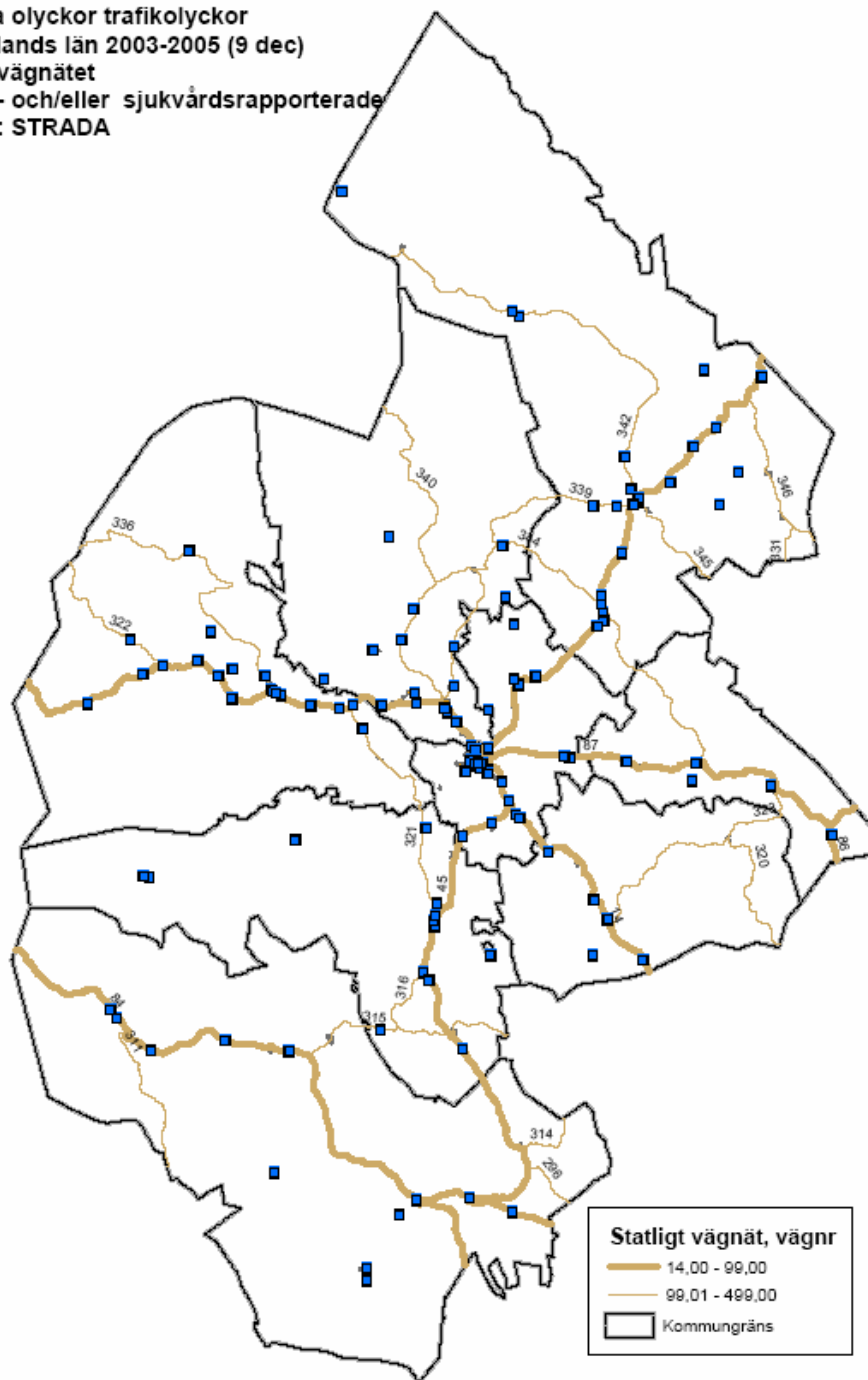 a olyckor trafikolyckor
lands län 2003-2005 (9 dec)
vägnätet
- och/eller sjukvårdsrapporterade
: STRADA
342
340
339
346
344
336
331
345
322
87
323
321
320
86
45
316
84
315
311
314
296
Statligt vägnät, vägnr
14,00 - 99,00
99,01 - 499,00
Kommungräns